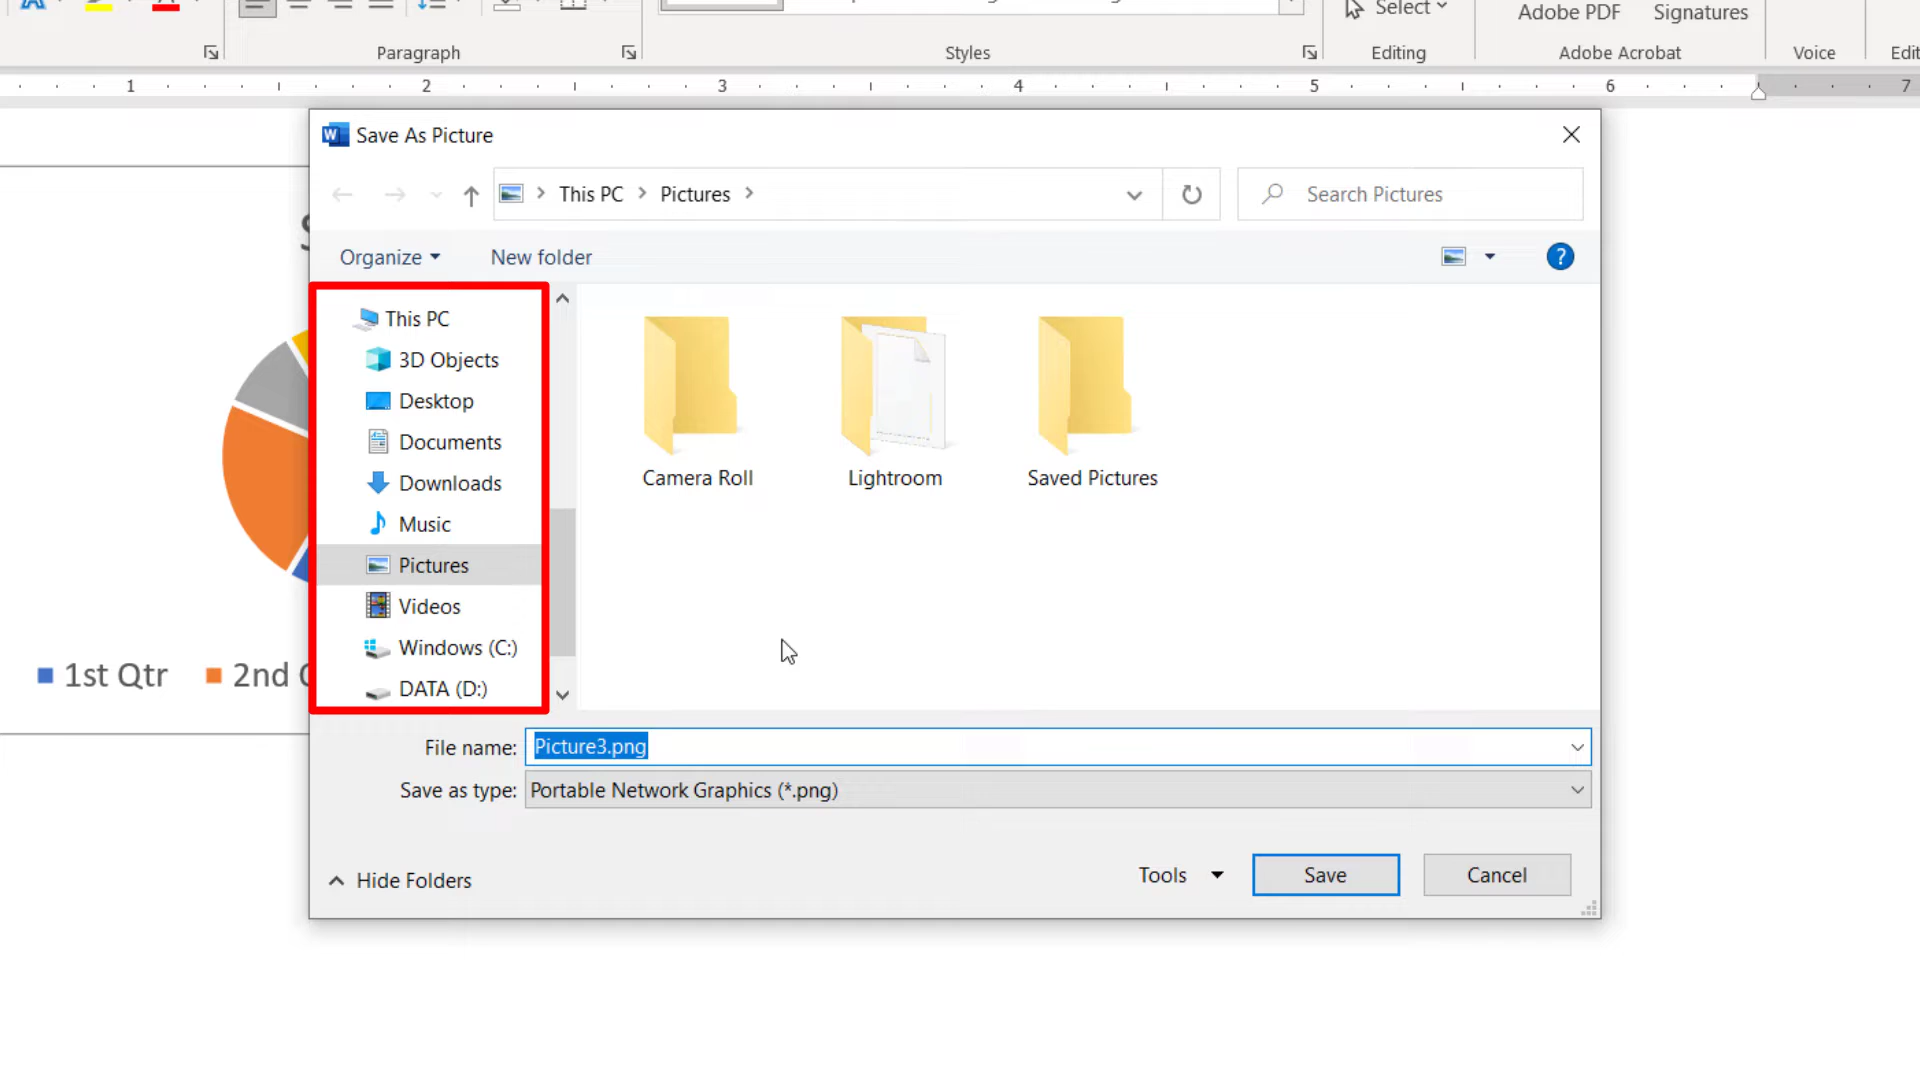 Select
Adobe PDF
Signatures
Paragraph
Styles
Editing
Adobe Acrobat
Voice
1 2 3 4 5 6 7
Save As Picture
This PC > Pictures >
Search Pictures
Organize
New folder
This PC
3D Objects
Desktop
Documents
Downloads
Music
Pictures
Videos
Windows (C:)
DATA (D:)
Camera Roll
Lightroom
Saved Pictures
1st Qtr
2nd
File name: Picture3.png
Save as type: Portable Network Graphics (*.png)
Hide Folders
Tools
Save
Cancel